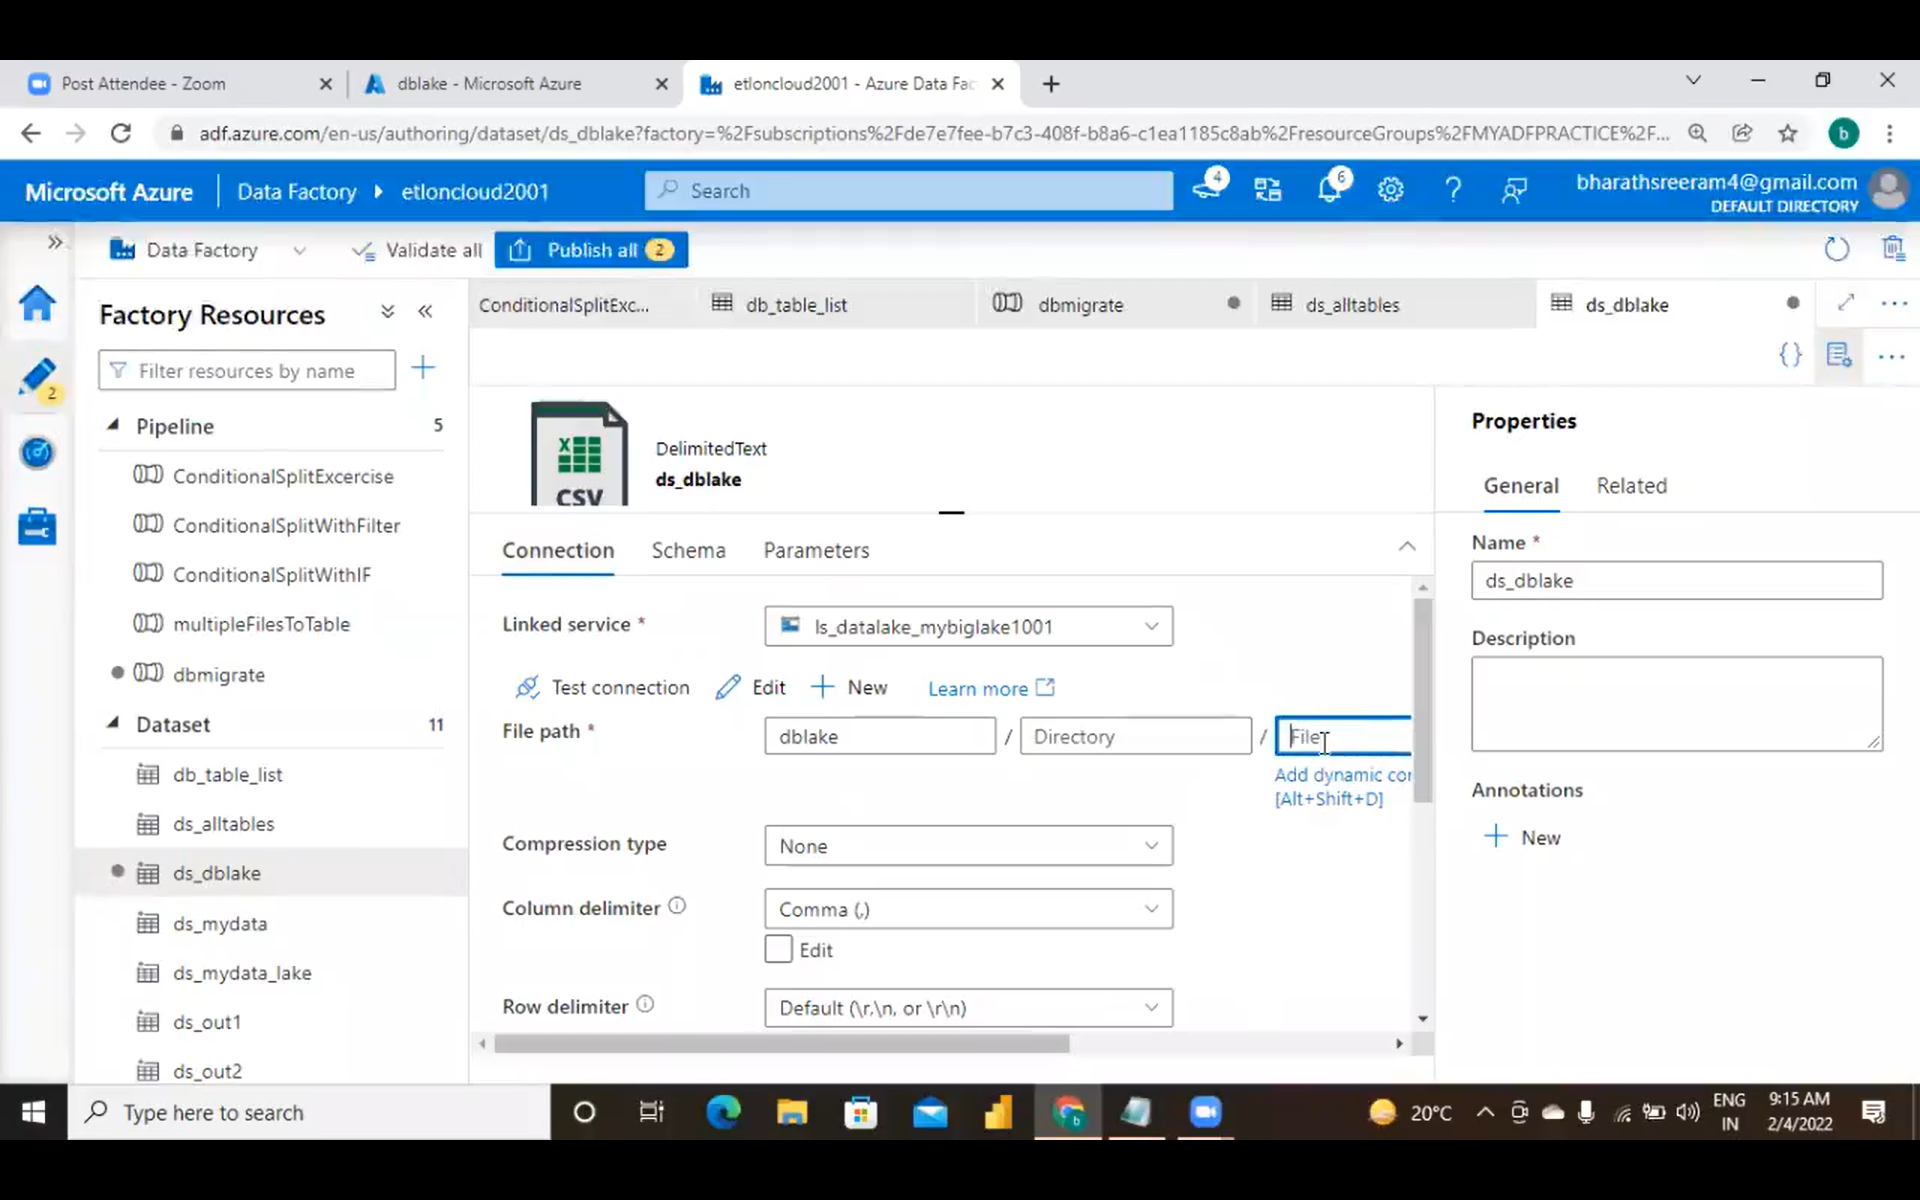 Post Attendee - Zoom
dblake - Microsoft Azure
etloncloud2001 - Azure Data Fac
adf.azure.com/en-us/authoring/dataset/ds_dblake?factory=%2Fsubscriptions%2Fde7e7fee-b7c3-408f-b8a6-c1ea1185c8ab%2FresourceGroups%2FMYADFPRACTICE%2F...
b
Microsoft Azure
Data Factory
etloncloud2001
Search
4
6
bharathsreeram4@gmail.com
DEFAULT DIRECTORY
Data Factory
Validate all
Publish all 2
Factory Resources
ConditionalSplitExc...
db_table_list
dbmigrate
ds_alltables
ds_dblake
Filter resources by name
2
Pipeline 5
ConditionalSplitExcercise
ConditionalSplitWithFilter
ConditionalSplitWithIF
multipleFilesToTable
dbmigrate
Dataset 11
db_table_list
ds_alltables
ds_dblake
ds_mydata
ds_mydata_lake
ds_out1
ds_out2
CSV
DelimitedText
ds_dblake
Connection
Schema
Parameters
Linked service *
ls_datalake_mybiglake1001
Test connection
Edit
New
Learn more
File path *
dblake / Directory / File
Add dynamic con
[Alt+Shift+D]
Compression type
None
Column delimiter
Comma (,)
Edit
Row delimiter
Default (\r,\n, or \r\n)
Properties
General
Related
Name *
ds_dblake
Description
Annotations
New
Type here to search
b
20°C
ENG
IN
9:15 AM
2/4/2022